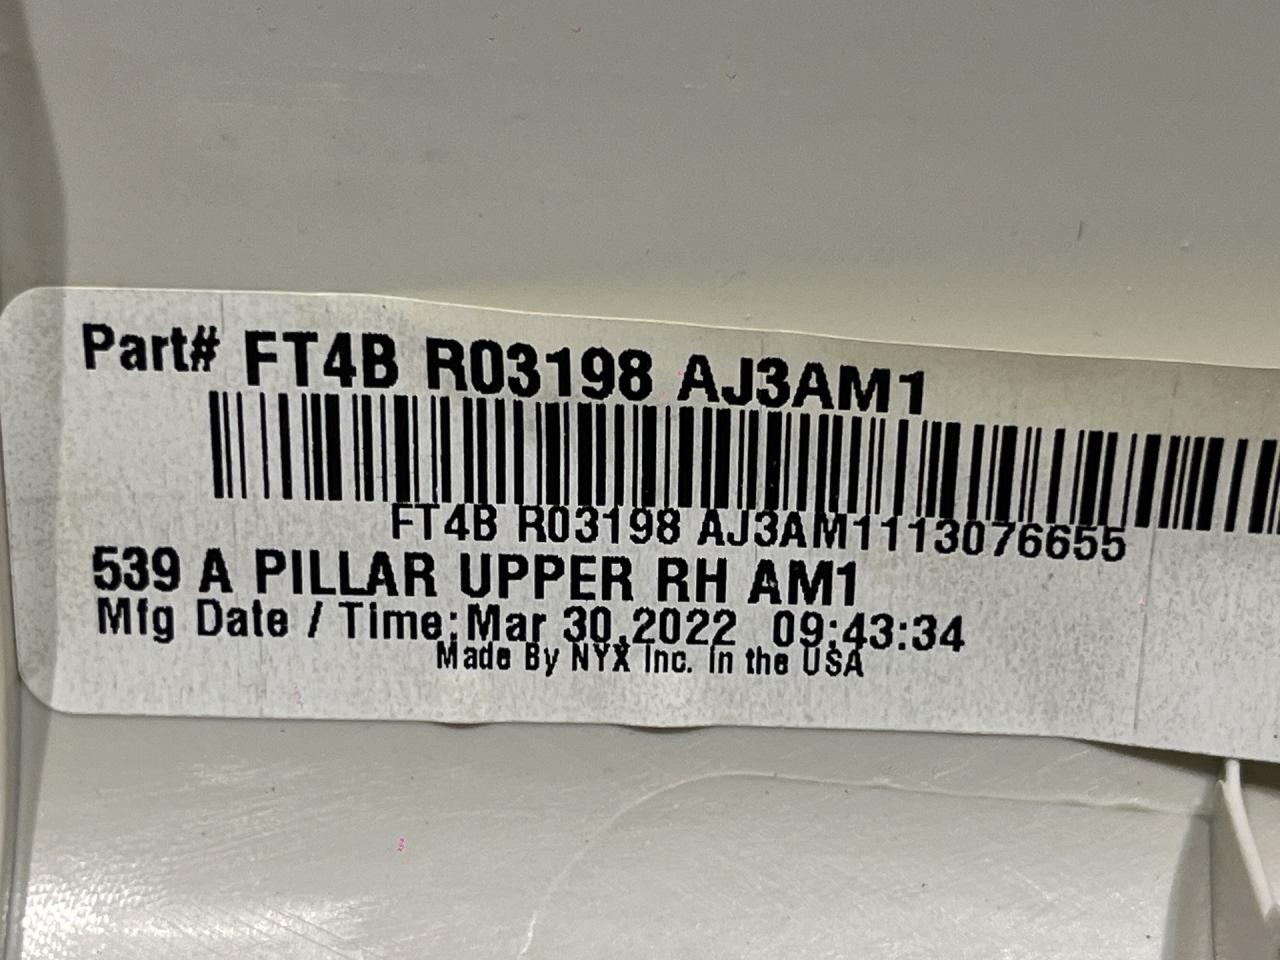 Part# FT4B R03198 AJ3AM1
FT4B R03198 AJ3AM1113076655
539 A PILLAR UPPER RH AM1
Mfg Date / Time:Mar 30,2022 09:43:34
Made By NYX Inc. In the USA